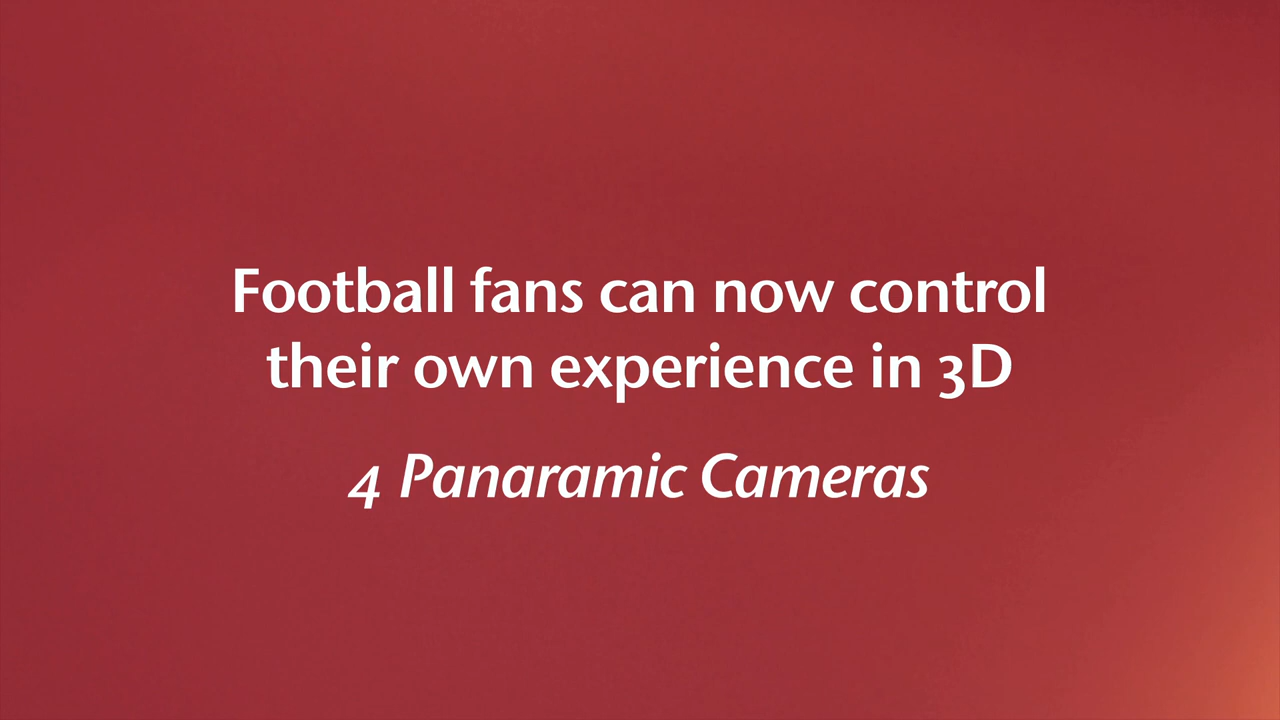 Football fans can now control
their own experience in 3D
4 Panaramic Cameras